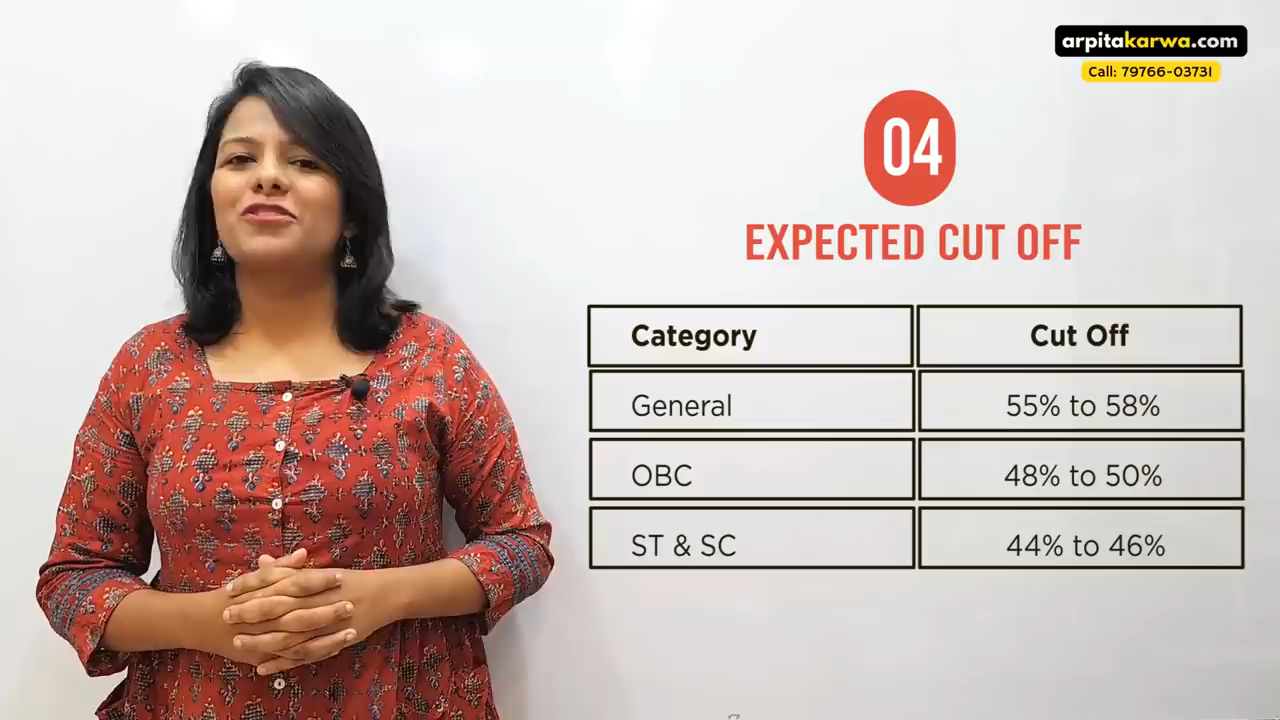 arpitakarwa.com
Call: 79766-03731
04
EXPECTED CUT OFF
Category Cut Off
General 55% to 58%
OBC 48% to 50%
ST & SC 44% to 46%